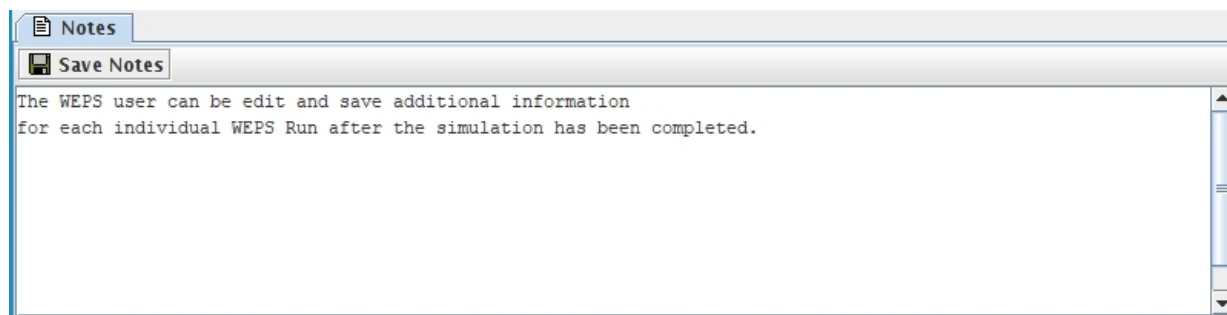 Notes
Save Notes
The WEPS user can be edit and save additional information
for each individual WEPS Run after the simulation has been completed.